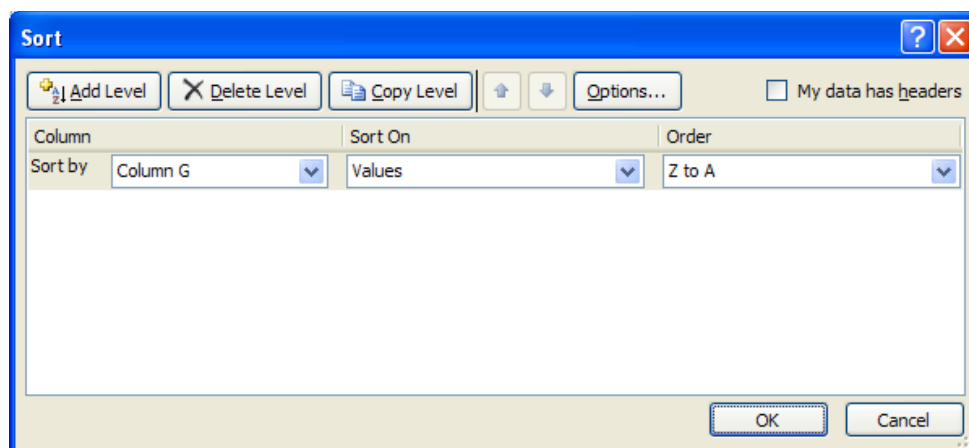 Sort
Add Level Delete Level Copy Level Options... My data has headers
Column Sort On Order
Sort by Column G Values Z to A
OK Cancel